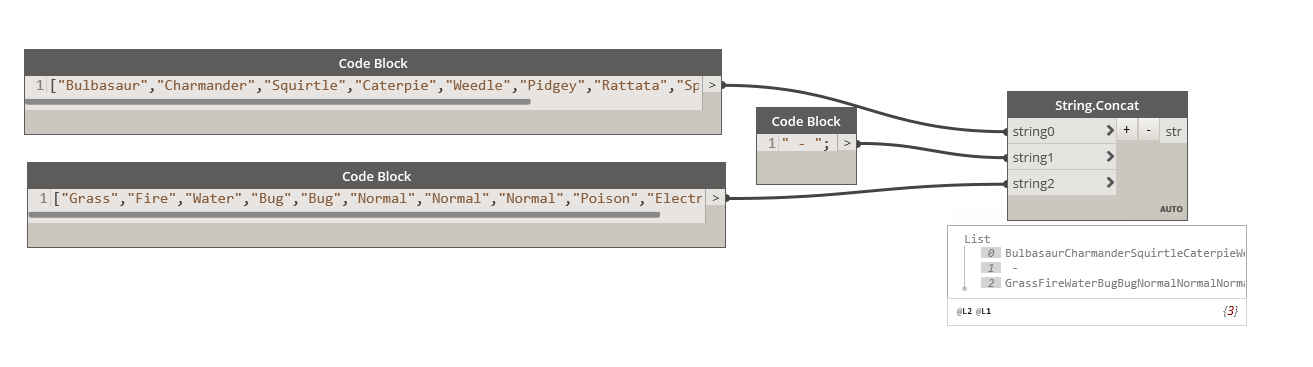 Code Block
1 ["Bulbasaur","Charmander","Squirtle","Caterpie","Weedle","Pidgey","Rattata","Sp
>
Code Block
1 " - "; >
String.Concat
string0 > + - str
string1 >
string2 >
AUTO
Code Block
1 ["Grass","Fire","Water","Bug","Bug","Normal","Normal","Normal","Poison","Electr
>
List
0 BulbasaurCharmanderSquirtleCaterpieWe
1 -
2 GrassFireWaterBugBugNormalNormalNorma
@L2 @L1 {3}